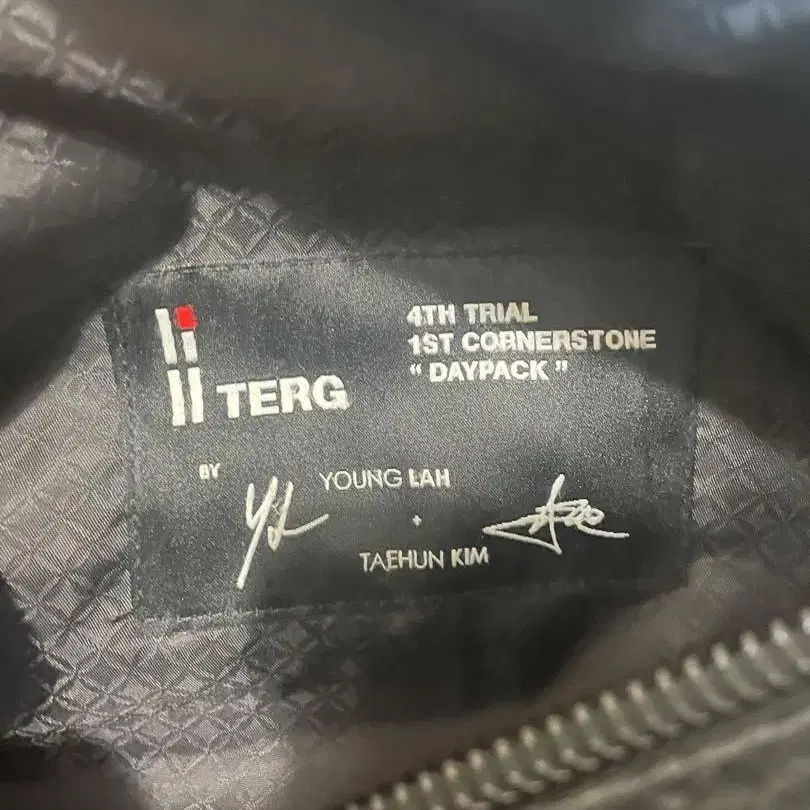 TERG
4TH TRIAL
1ST CORNERSTONE
“ DAYPACK ”
BY
YOUNG LAH
+
TAEHUN KIM